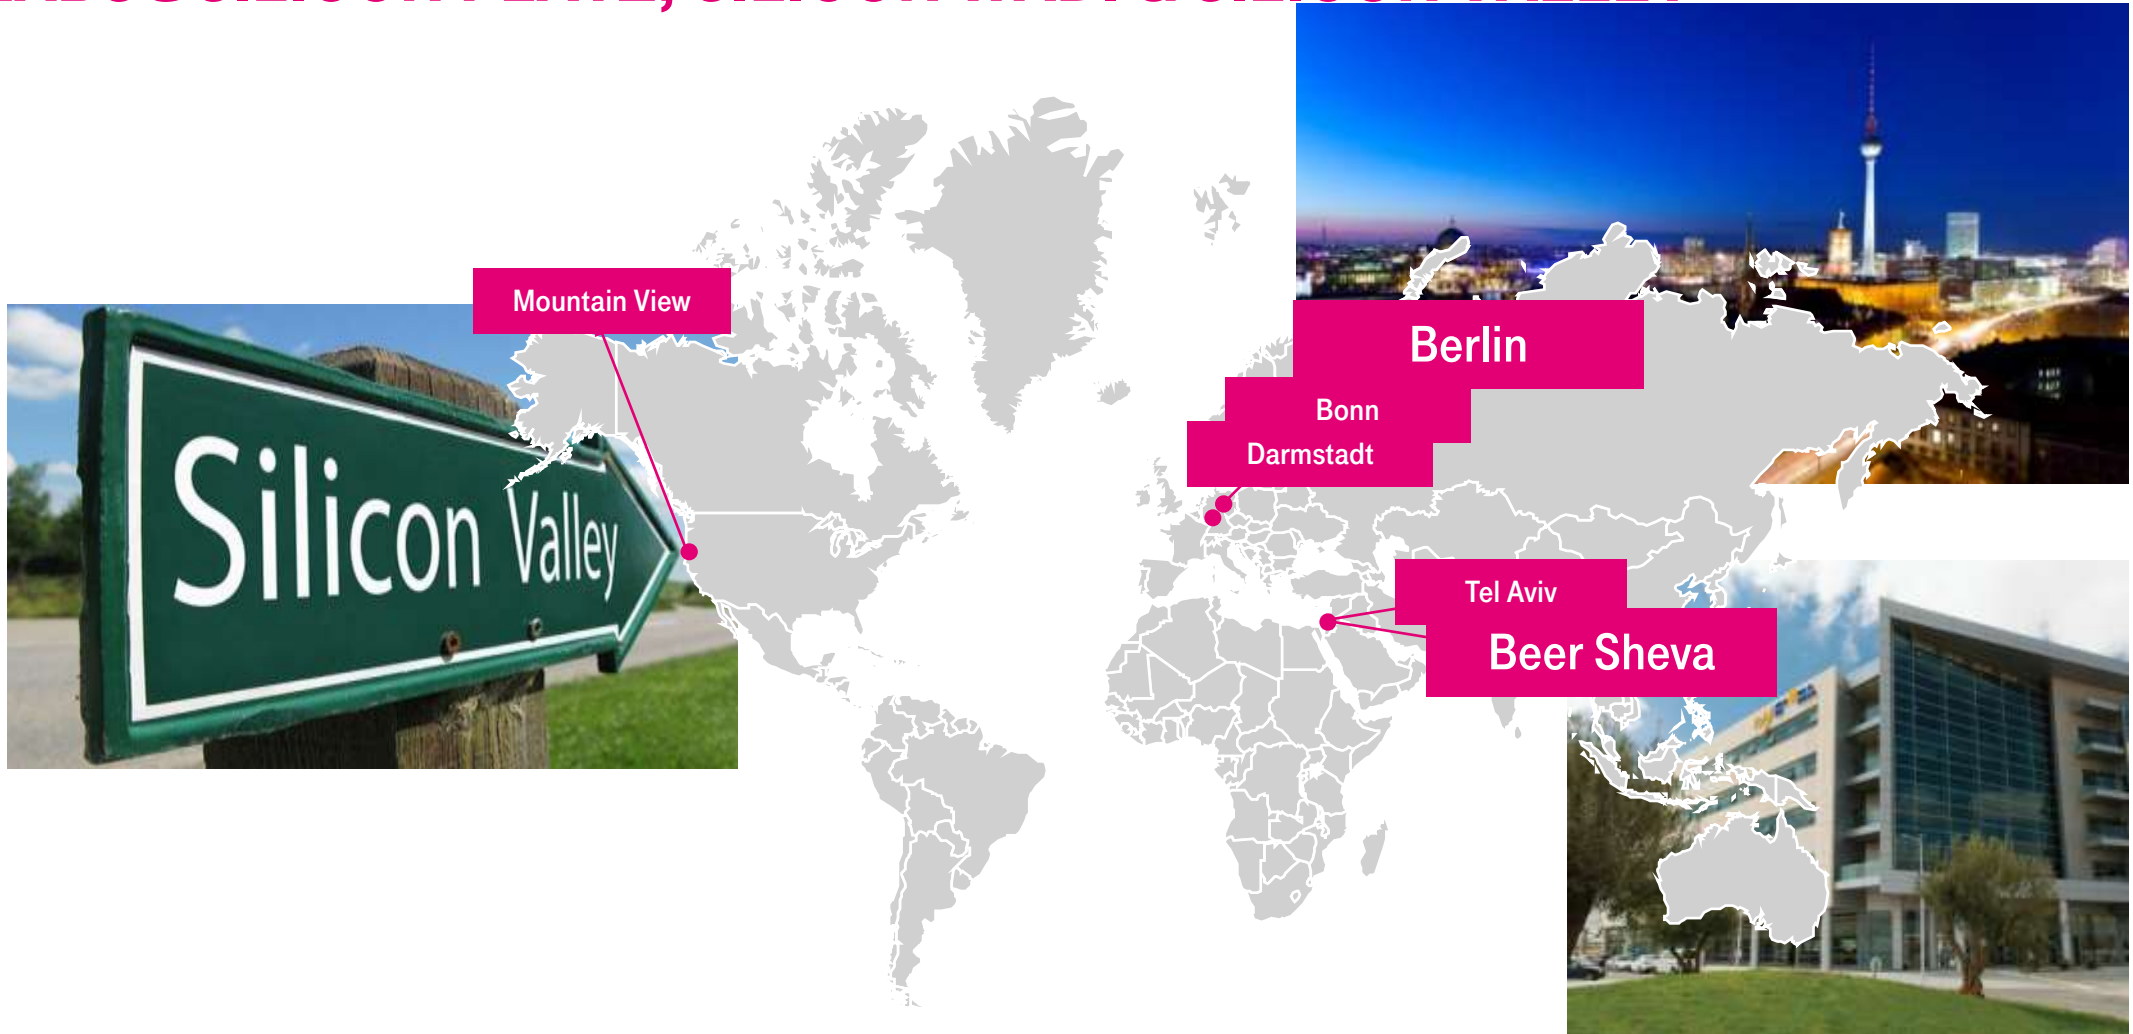 Mountain View
Silicon Valley
Berlin
Bonn
Darmstadt
Tel Aviv
Beer Sheva